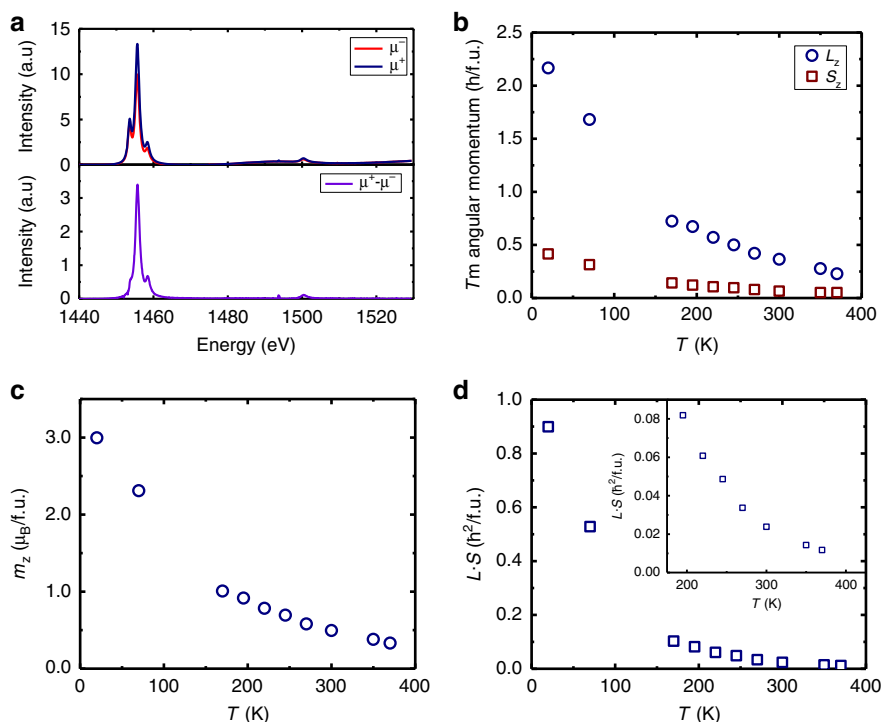 a
Intensity (a.u)
15
10
5
0
μ⁻
μ⁺
Intensity (a.u)
3
2
1
0
μ⁺-μ⁻
1440 1460 1480 1500 1520
Energy (eV)
b
Tm angular momentum (h/f.u.)
2.5
2.0
1.5
1.0
0.5
0.0
L_z
S_z
0 100 200 300 400
T (K)
c
m_z (μ_B/f.u.)
3.0
2.0
1.0
0.0
0 100 200 300 400
T (K)
d
L·S (ħ²/f.u.)
1.0
0.8
0.6
0.4
0.2
0.0
0 100 200 300 400
T (K)
L·S (ħ²/f.u.)
0.08
0.06
0.04
0.02
0.00
200 300 400
T (K)